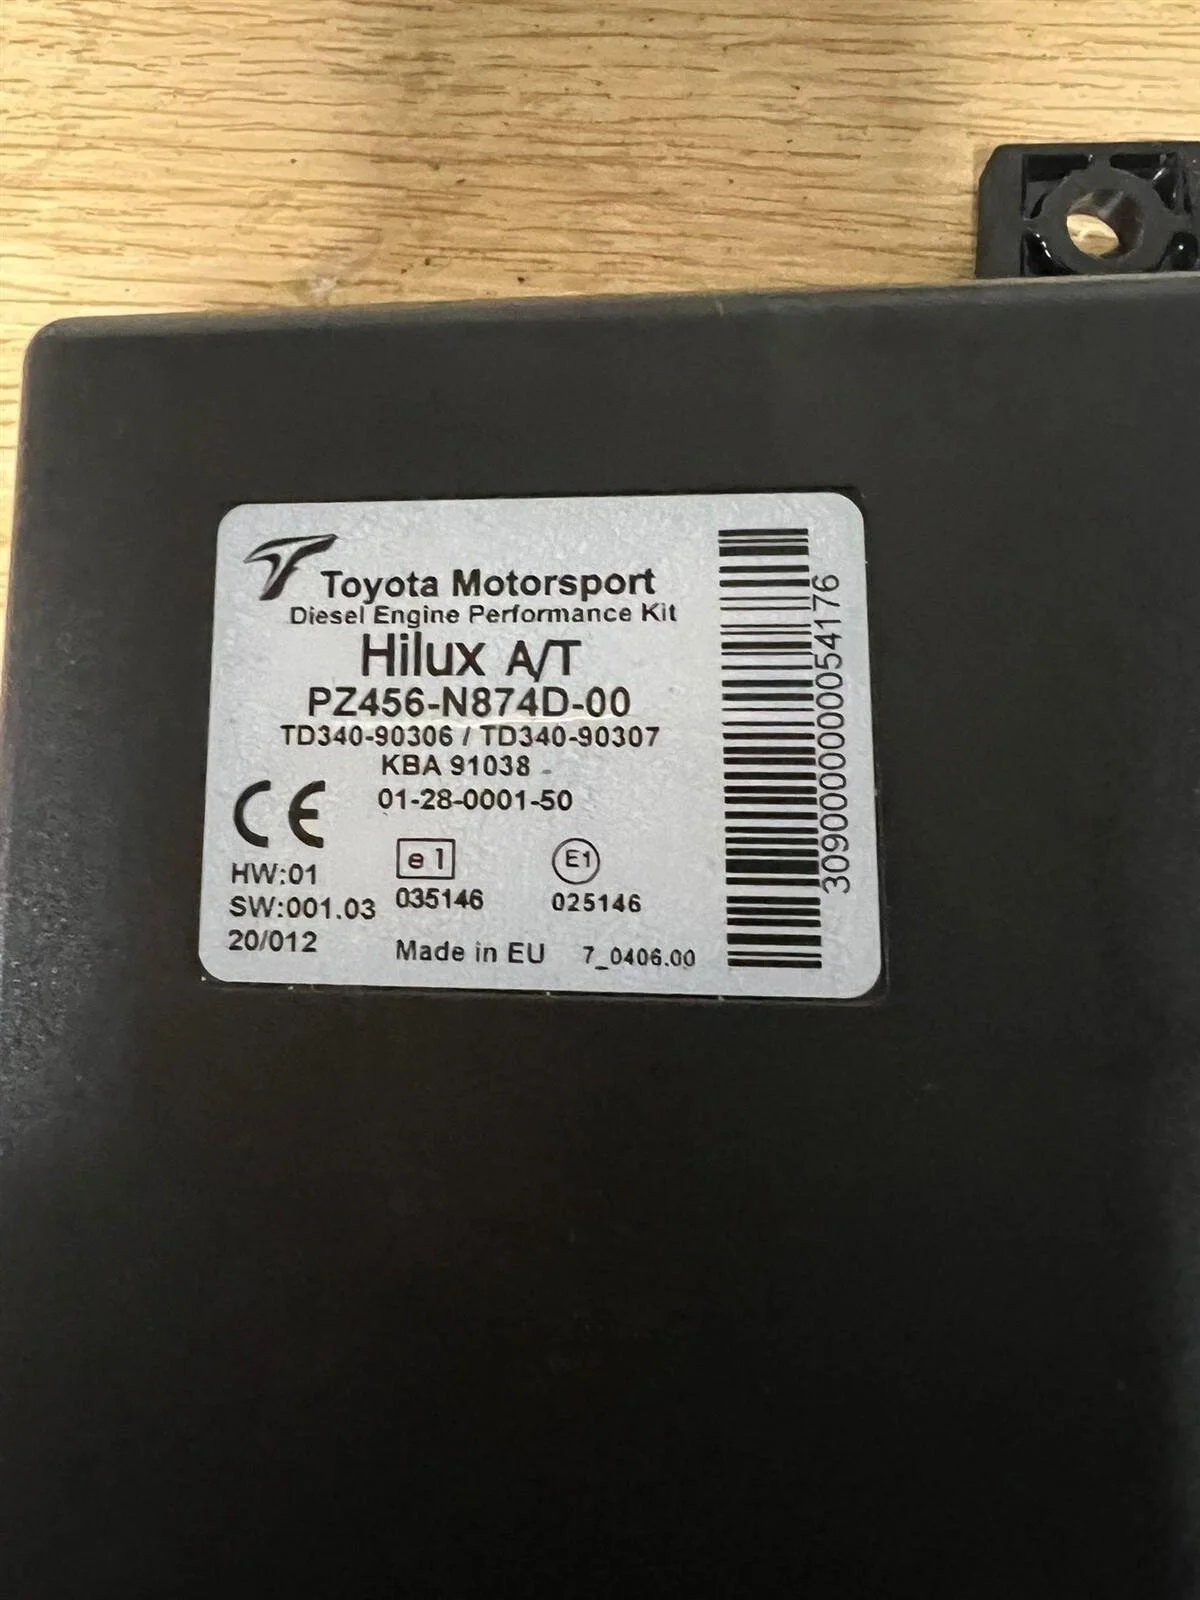 Toyota Motorsport
Diesel Engine Performance Kit
Hilux A/T
PZ456-N874D-00
TD340-90306 / TD340-90307
KBA 91038
01-28-0001-50
CE
HW:01
SW:001.03
20/012
e1
035146
E1
025146
Made in EU
7_0406.00
3090000000054176